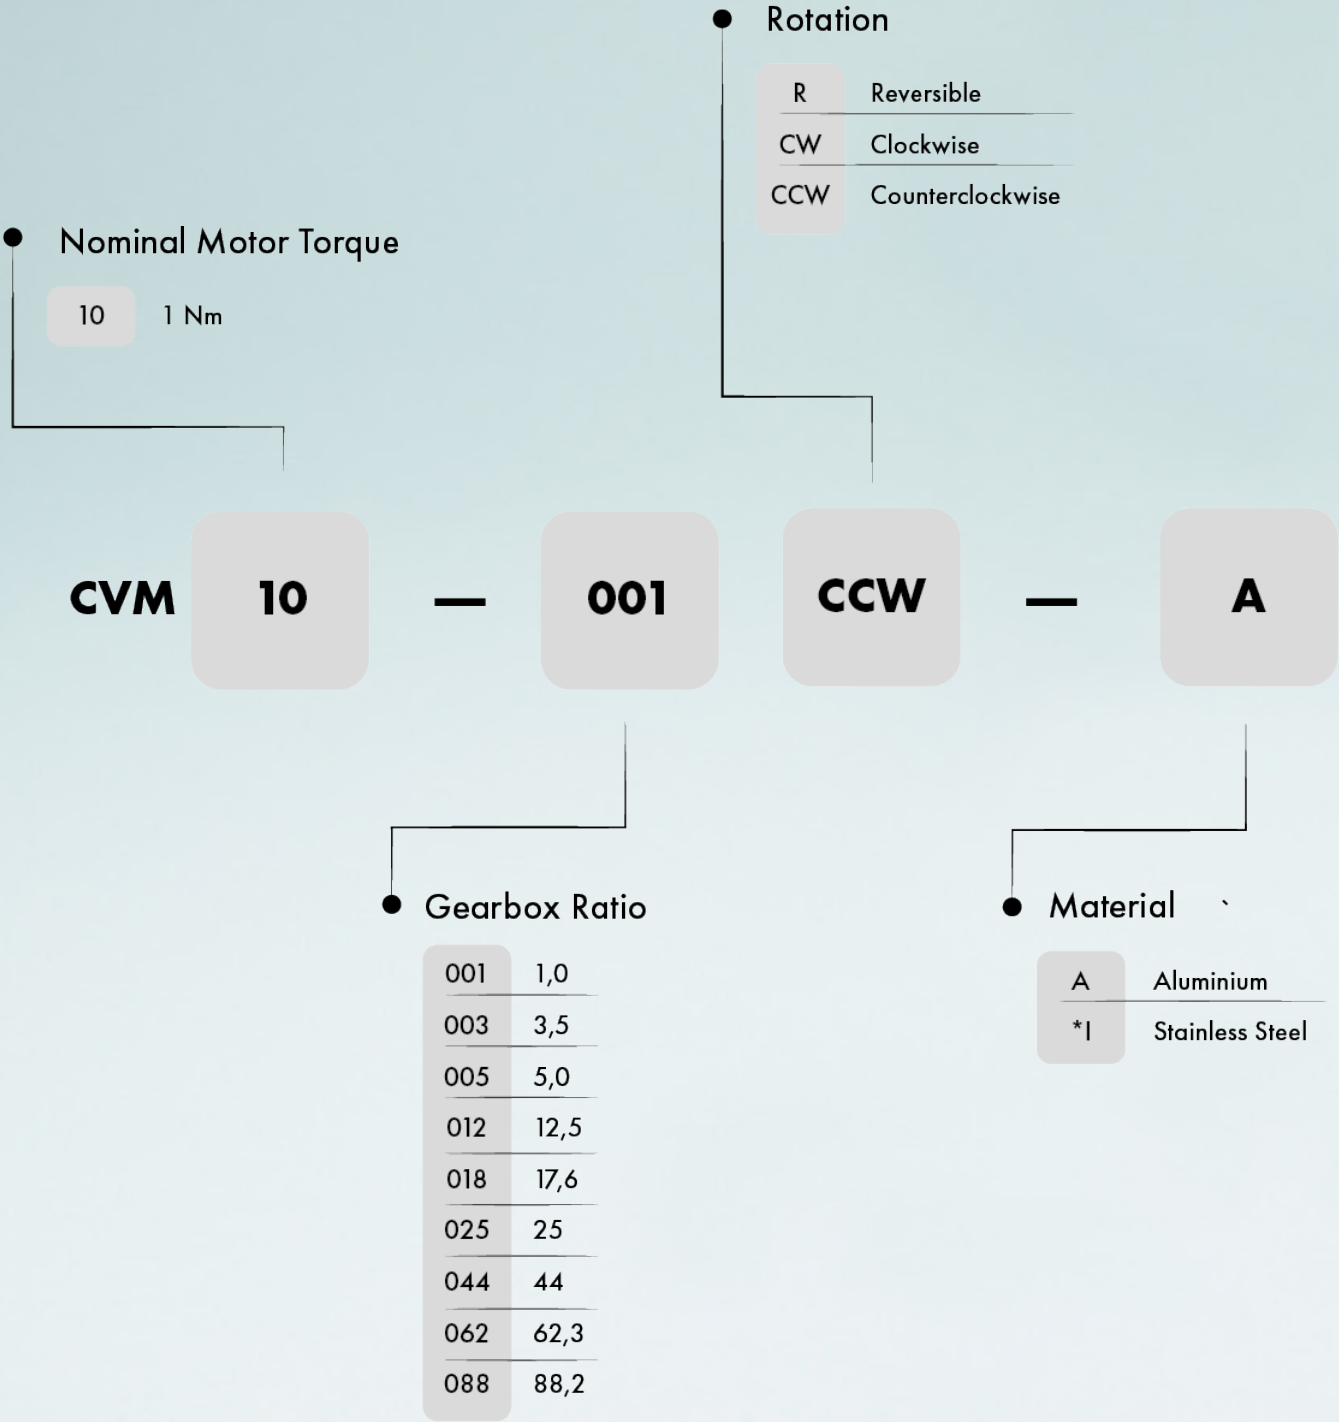 Rotation
R Reversible
CW Clockwise
CCW Counterclockwise
Nominal Motor Torque
10 1 Nm
CVM 10 — 001 CCW — A
Gearbox Ratio
001 1,0
003 3,5
005 5,0
012 12,5
018 17,6
025 25
044 44
062 62,3
088 88,2
Material `
A Aluminium
*I Stainless Steel